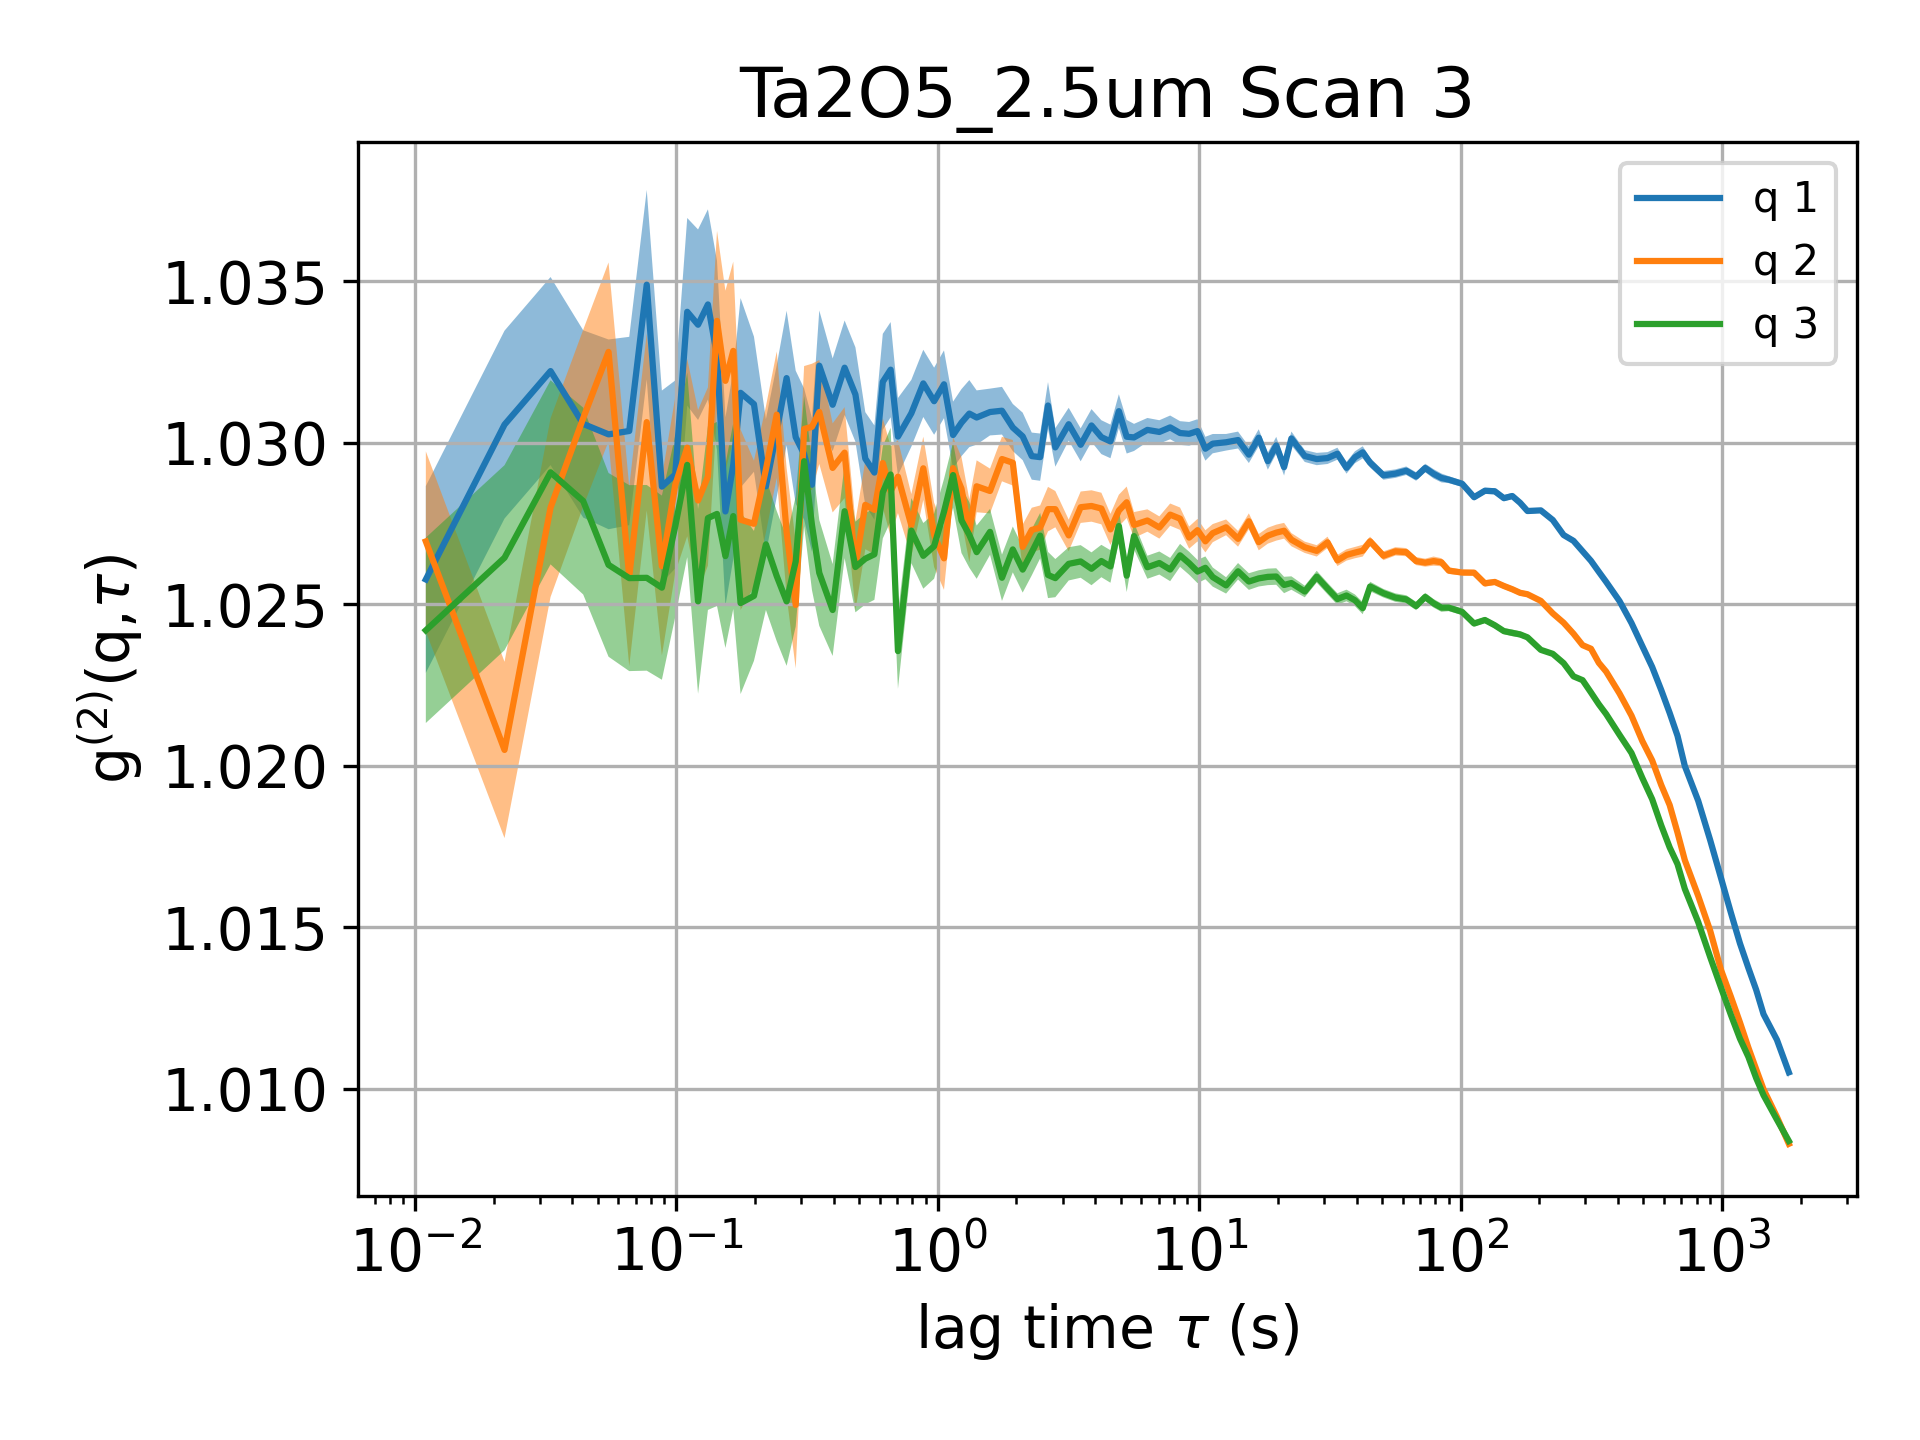 Ta2O5_2.5um Scan 3
q 1
q 2
q 3
g⁽²⁾(q,τ)
1.035
1.030
1.025
1.020
1.015
1.010
10⁻² 10⁻¹ 10⁰ 10¹ 10² 10³
lag time τ (s)